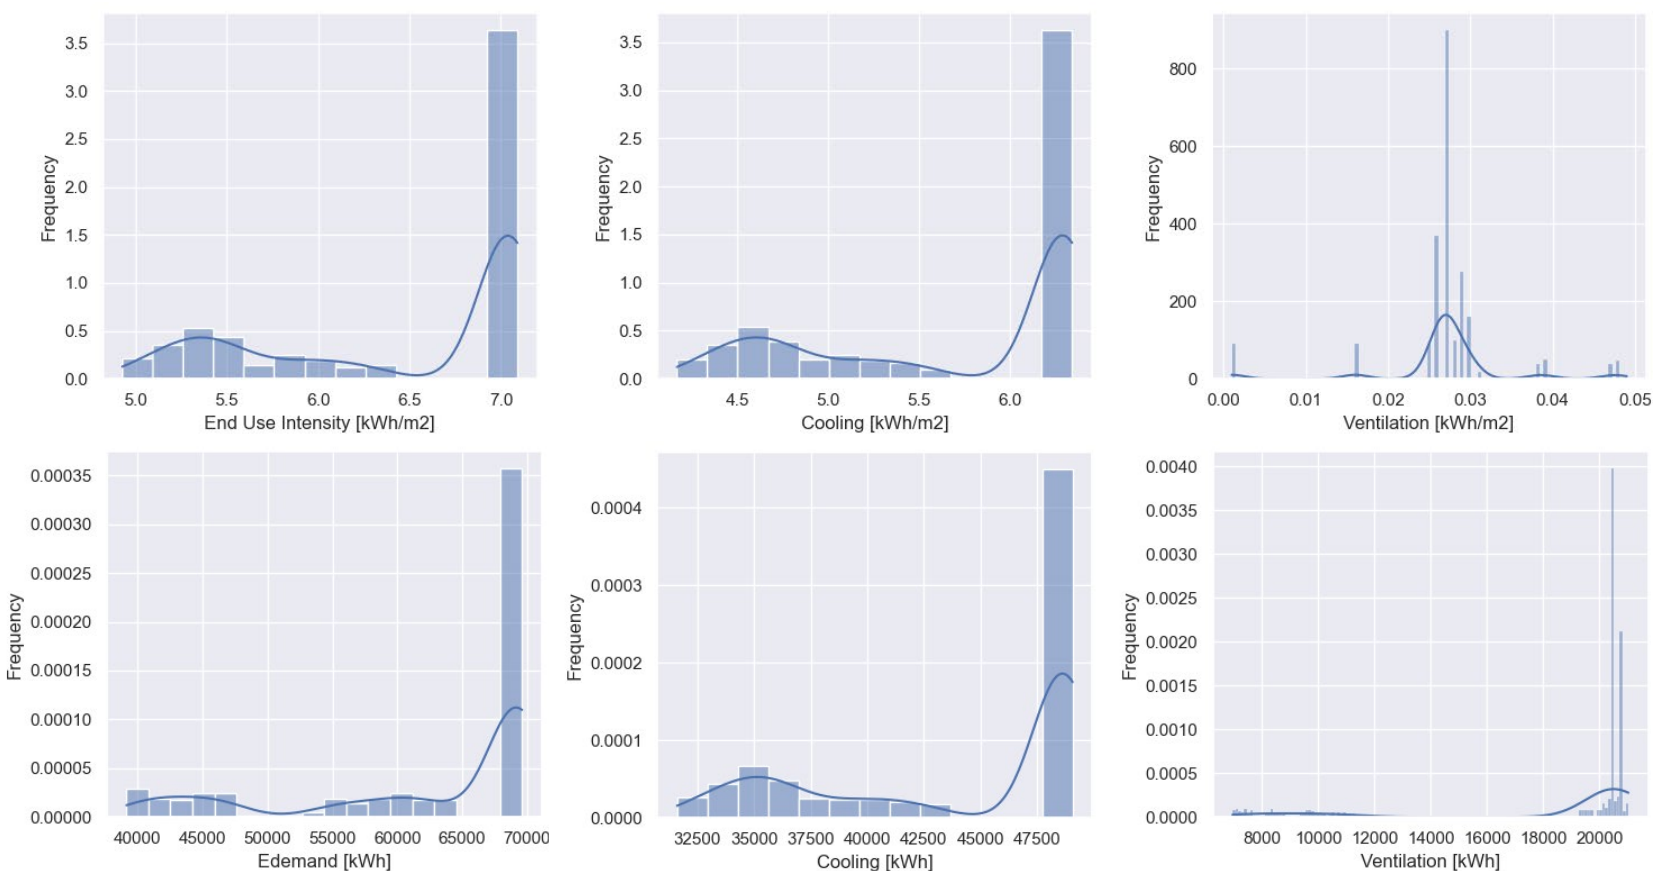 3.5
3.0
2.5
2.0
1.5
1.0
0.5
0.0
Frequency
5.0 5.5 6.0 6.5 7.0
End Use Intensity [kWh/m2]
3.5
3.0
2.5
2.0
1.5
1.0
0.5
0.0
Frequency
4.5 5.0 5.5 6.0
Cooling [kWh/m2]
800
600
400
200
0
Frequency
0.00 0.01 0.02 0.03 0.04 0.05
Ventilation [kWh/m2]
0.00035
0.00030
0.00025
0.00020
0.00015
0.00010
0.00005
0.00000
Frequency
40000 45000 50000 55000 60000 65000 70000
Edemand [kWh]
0.0004
0.0003
0.0002
0.0001
0.0000
Frequency
32500 35000 37500 40000 42500 45000 47500
Cooling [kWh]
0.0040
0.0035
0.0030
0.0025
0.0020
0.0015
0.0010
0.0005
0.0000
Frequency
8000 10000 12000 14000 16000 18000 20000
Ventilation [kWh]